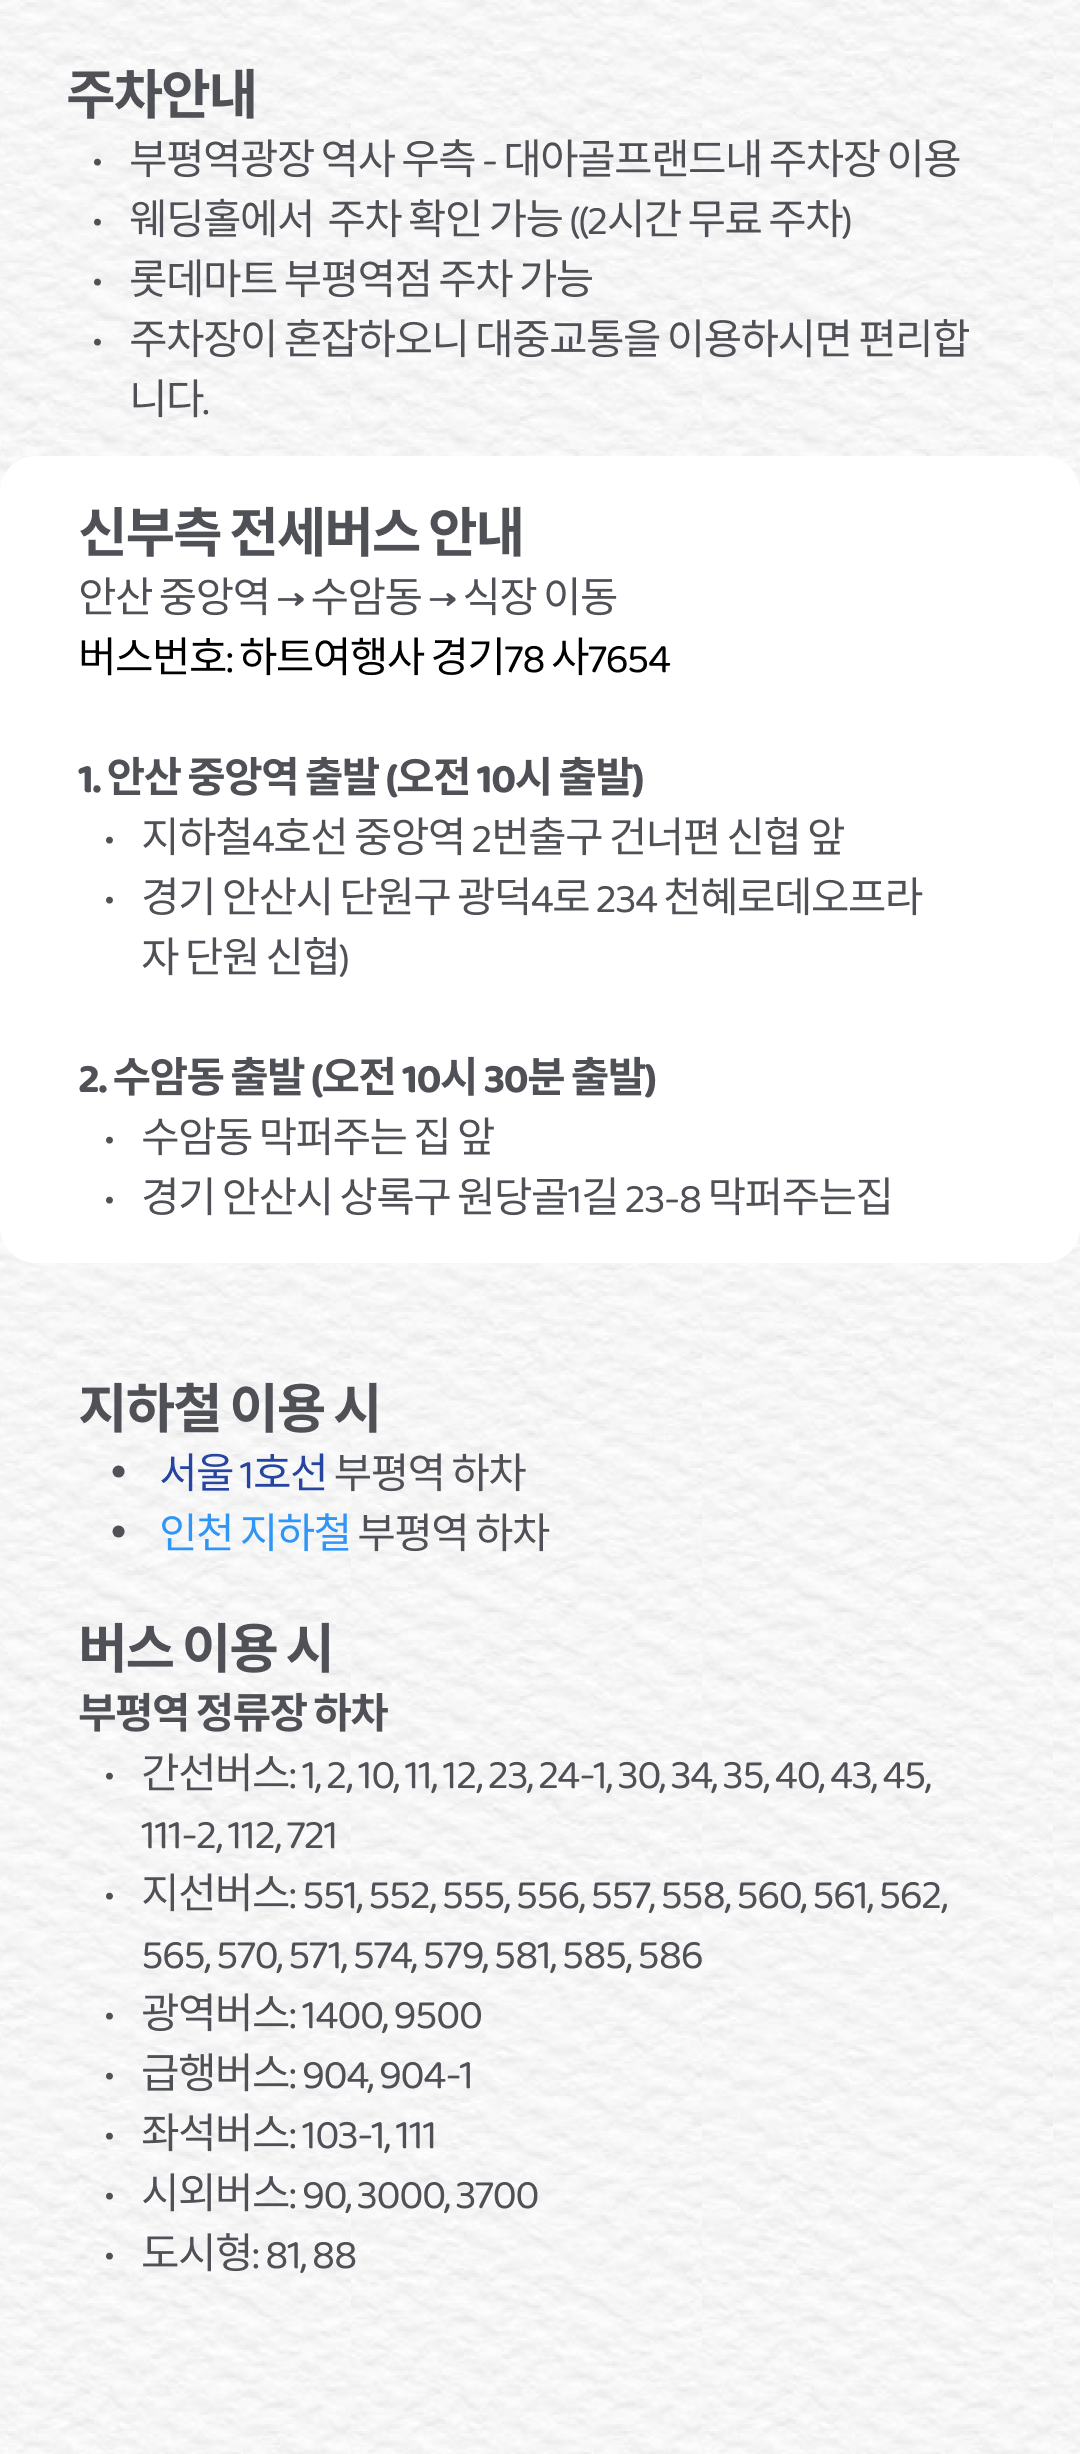 주차안내
• 부평역광장 역사 우측 - 대아골프랜드내 주차장 이용
• 웨딩홀에서  주차 확인 가능 ((2시간 무료 주차)
• 롯데마트 부평역점 주차 가능
• 주차장이 혼잡하오니 대중교통을 이용하시면 편리합
니다.
신부측 전세버스 안내
안산 중앙역 → 수암동 → 식장 이동
버스번호: 하트여행사 경기78 사7654
1. 안산 중앙역 출발 (오전 10시 출발)
• 지하철4호선 중앙역 2번출구 건너편 신협 앞
• 경기 안산시 단원구 광덕4로 234 천혜로데오프라
자 단원 신협)
2. 수암동 출발 (오전 10시 30분 출발)
• 수암동 막퍼주는 집 앞
• 경기 안산시 상록구 원당골1길 23-8 막퍼주는집
지하철 이용 시
• 서울 1호선 부평역 하차
• 인천 지하철 부평역 하차
버스 이용 시
부평역 정류장 하차
• 간선버스: 1, 2, 10, 11, 12, 23, 24-1, 30, 34, 35, 40, 43, 45,
111-2, 112, 721
• 지선버스: 551, 552, 555, 556, 557, 558, 560, 561, 562,
565, 570, 571, 574, 579, 581, 585, 586
• 광역버스: 1400, 9500
• 급행버스: 904, 904-1
• 좌석버스: 103-1, 111
• 시외버스: 90, 3000, 3700
• 도시형: 81, 88